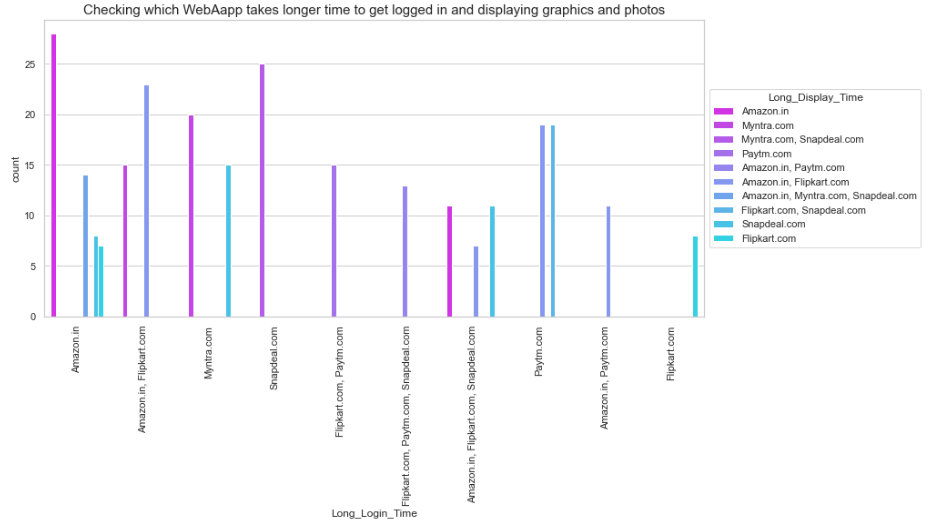 Checking which WebAapp takes longer time to get logged in and displaying graphics and photos
count
25
20
15
10
5
0
Amazon.in
Amazon.in, Flipkart.com
Myntra.com
Snapdeal.com
Flipkart.com, Paytm.com
Flipkart.com, Paytm.com, Snapdeal.com
Amazon.in, Flipkart.com, Snapdeal.com
Paytm.com
Amazon.in, Paytm.com
Flipkart.com
Long_Login_Time
Long_Display_Time
Amazon.in
Myntra.com
Myntra.com, Snapdeal.com
Paytm.com
Amazon.in, Paytm.com
Amazon.in, Flipkart.com
Amazon.in, Myntra.com, Snapdeal.com
Flipkart.com, Snapdeal.com
Snapdeal.com
Flipkart.com